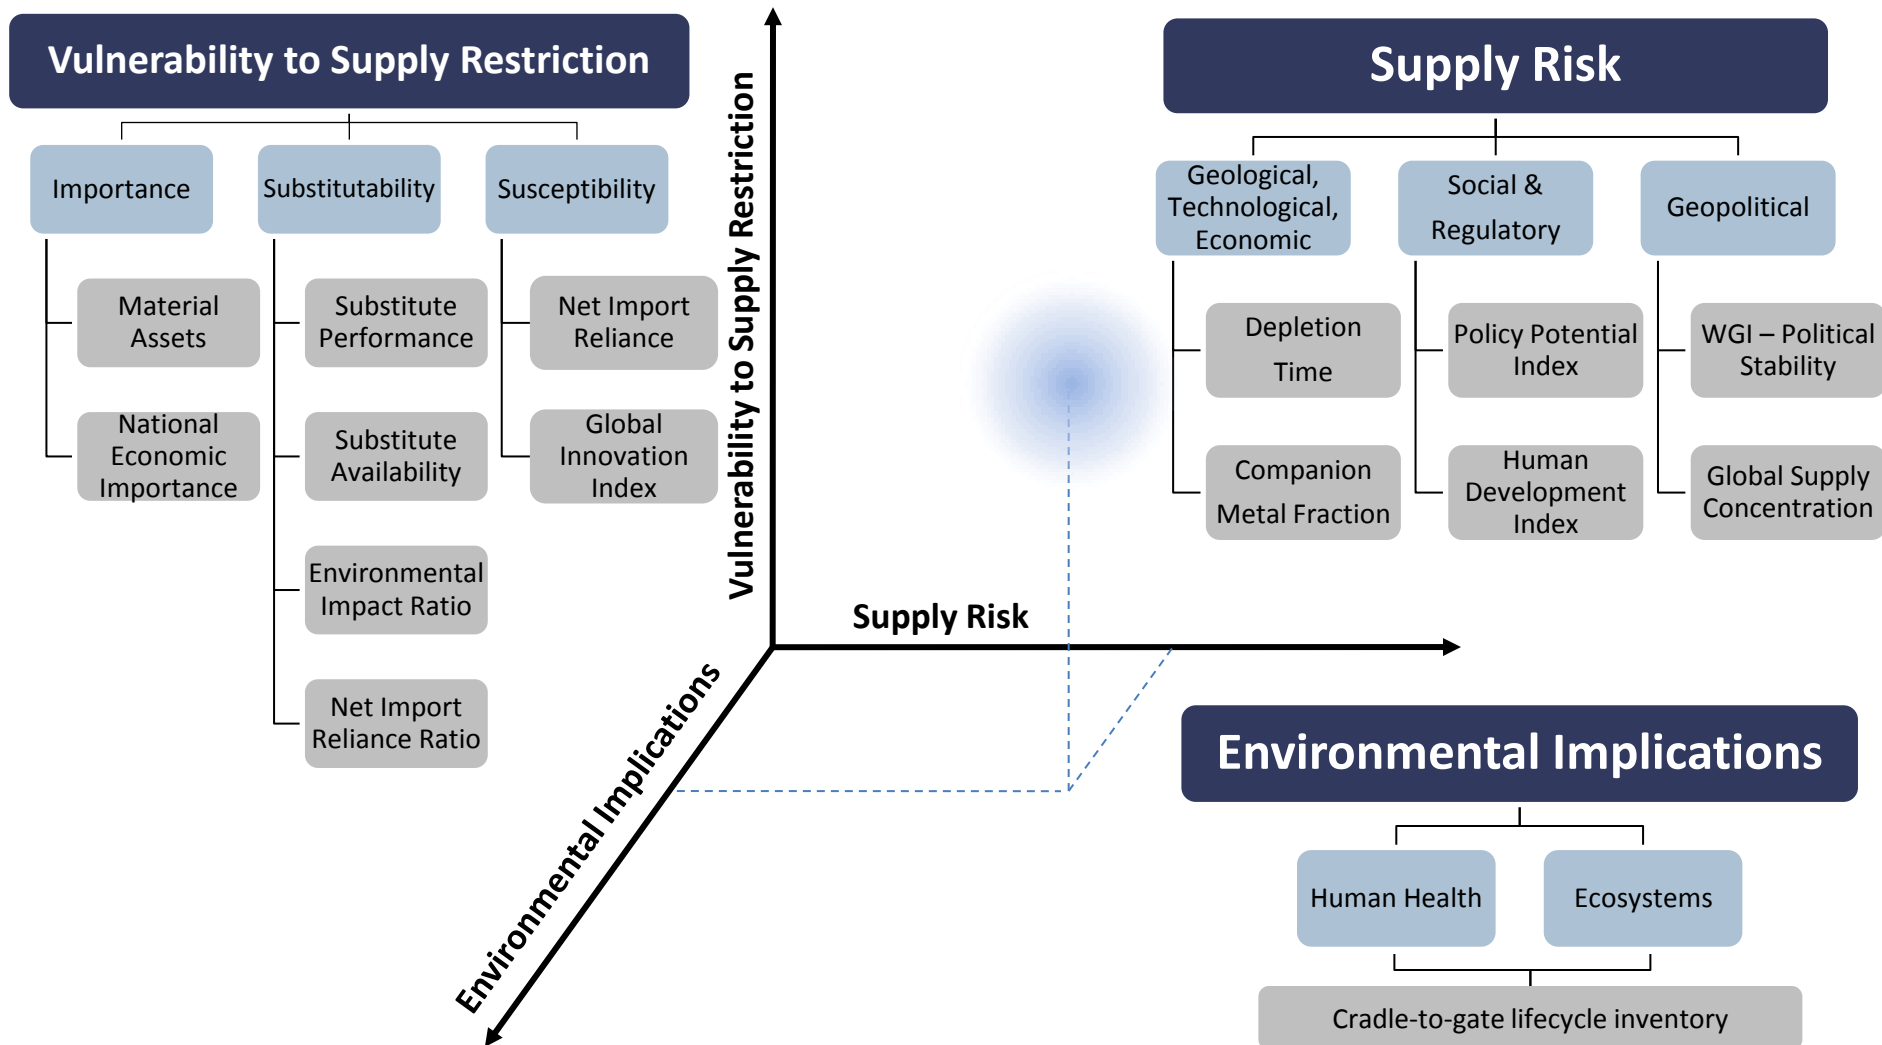 Vulnerability to Supply Restriction
Importance
Substitutability
Susceptibility
Material
Assets
National
Economic
Importance
Substitute
Performance
Substitute
Availability
Environmental
Impact Ratio
Net Import
Reliance Ratio
Net Import
Reliance
Global
Innovation
Index
Vulnerability to Supply Restriction
Supply Risk
Environmental Implications
Supply Risk
Geological,
Technological,
Economic
Social &
Regulatory
Geopolitical
Depletion
Time
Companion
Metal Fraction
Policy Potential
Index
Human
Development
Index
WGI – Political
Stability
Global Supply
Concentration
Environmental Implications
Human Health
Ecosystems
Cradle-to-gate lifecycle inventory